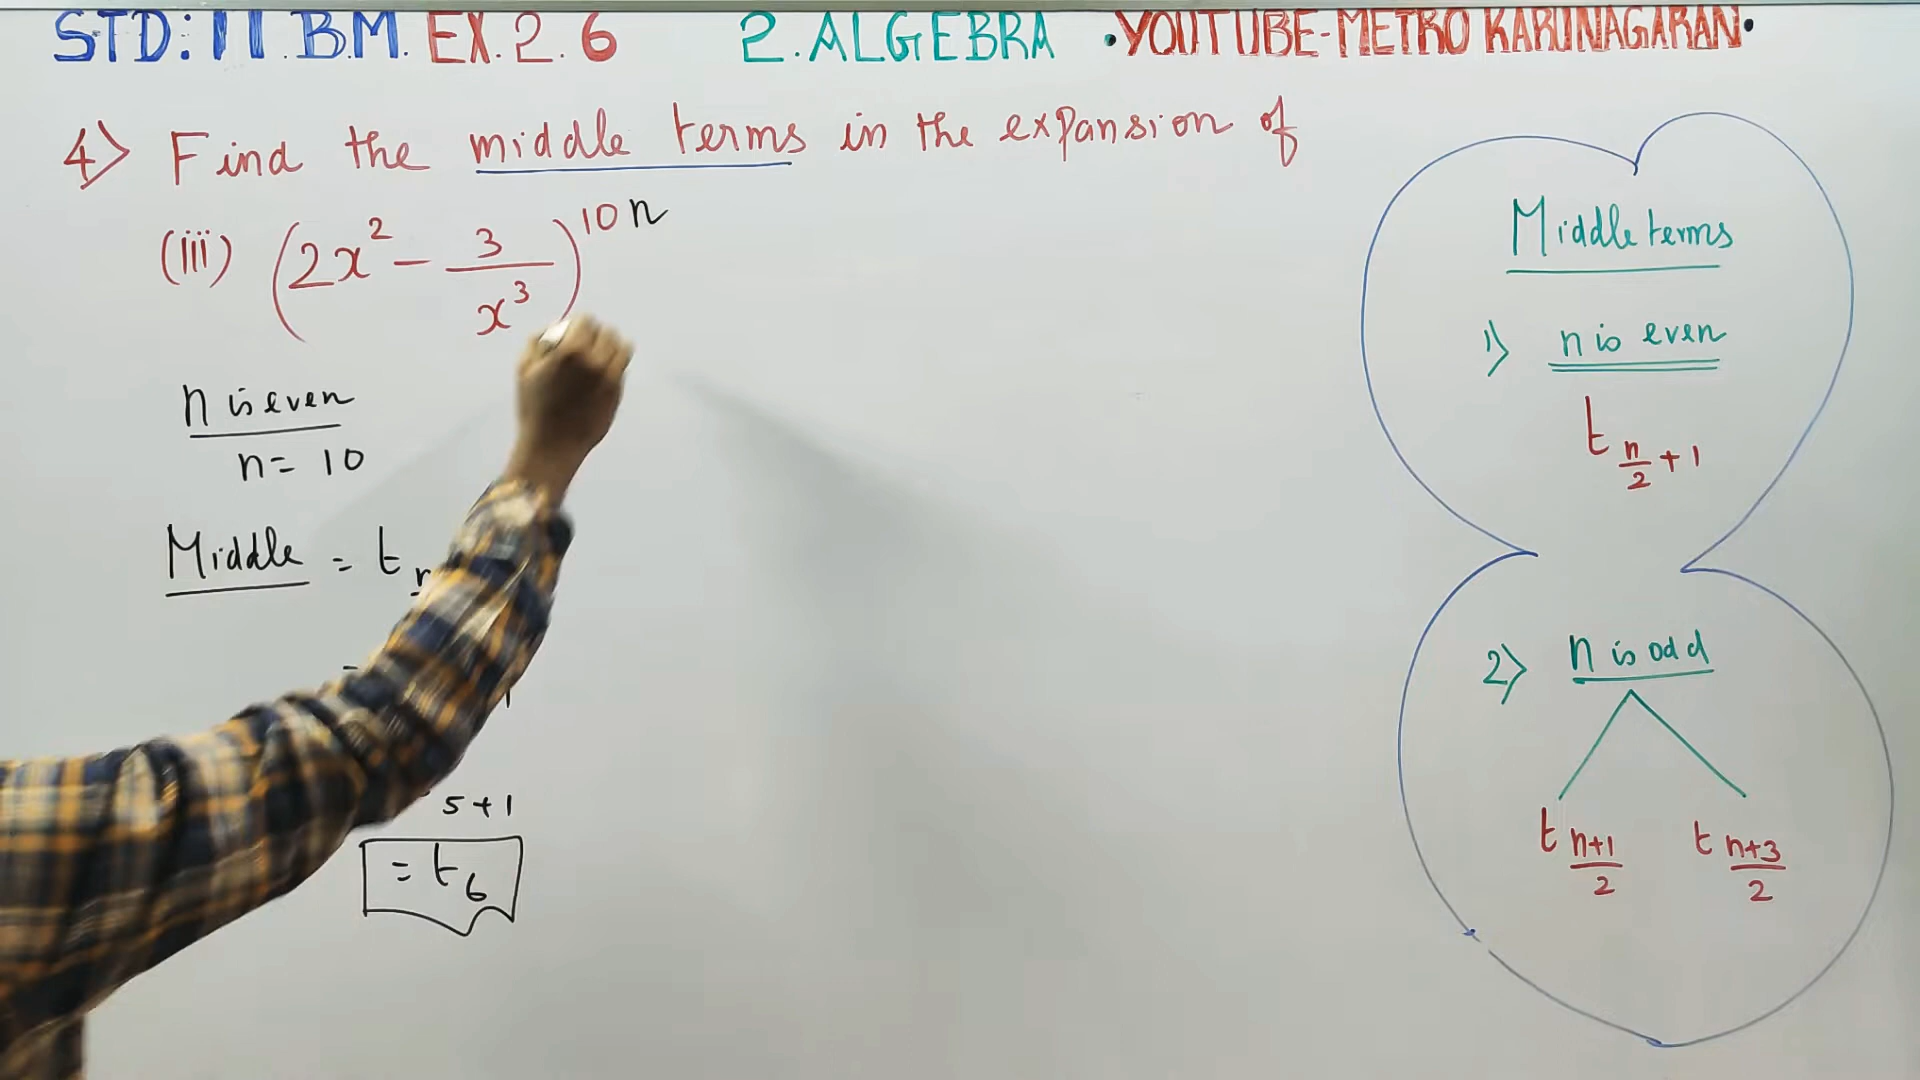 STD: 11.B.M. EX.2.6 2.ALGEBRA •YOUTUBE-METRO KARUNAGARAN•
4) Find the middle terms in the expansion of
(iii) (2x² - 3/x³)¹⁰ n
n is even
n = 10
Middle = t
5+1
= t₆
Middle terms
1) n is even
t n/2 + 1
2) n is odd
t n+1/2 t n+3/2